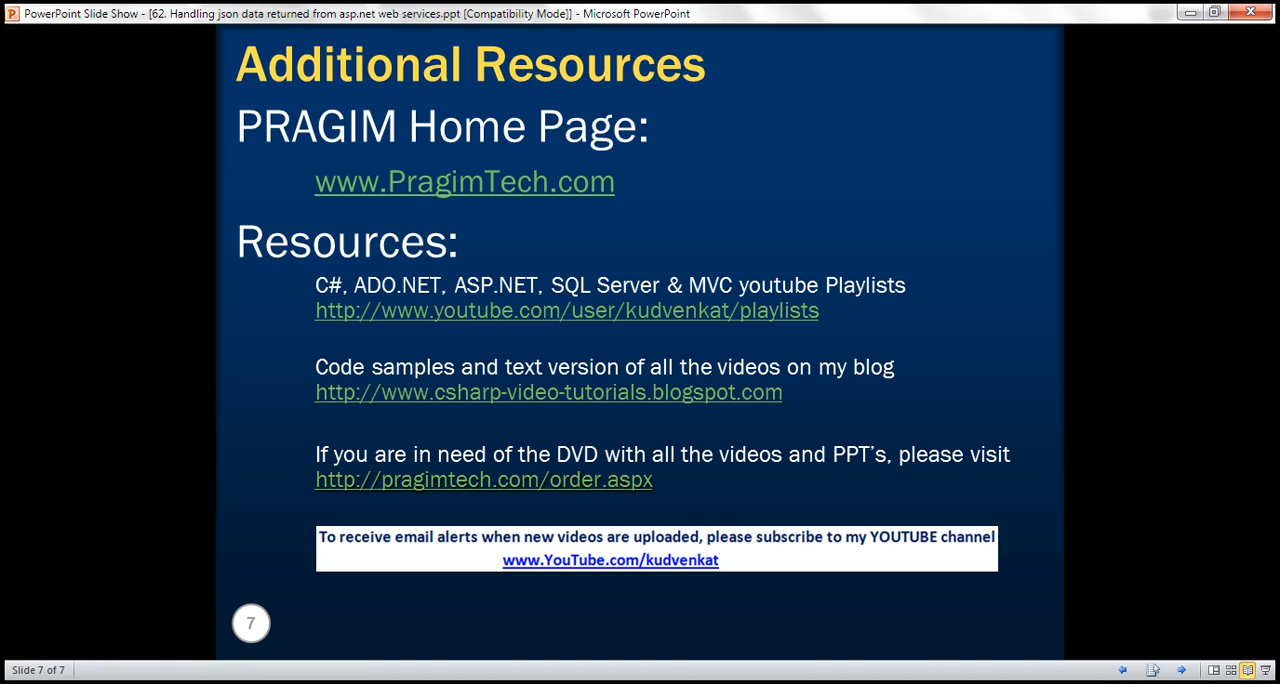 PowerPoint Slide Show - [62. Handling json data returned from asp.net web services.ppt [Compatibility Mode]] - Microsoft PowerPoint
Additional Resources
PRAGIM Home Page:
www.PragimTech.com
Resources:
C#, ADO.NET, ASP.NET, SQL Server & MVC youtube Playlists
http://www.youtube.com/user/kudvenkat/playlists
Code samples and text version of all the videos on my blog
http://www.csharp-video-tutorials.blogspot.com
If you are in need of the DVD with all the videos and PPT’s, please visit
http://pragimtech.com/order.aspx
To receive email alerts when new videos are uploaded, please subscribe to my YOUTUBE channel
www.YouTube.com/kudvenkat
7
Slide 7 of 7